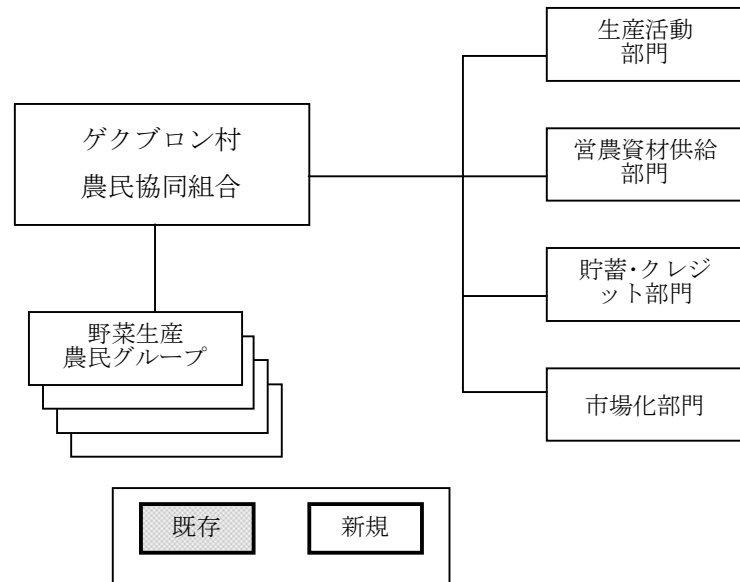 生産活動
部門
ゲクブロン村
農民協同組合
営農資材供給
部門
貯蓄･クレジ
ット部門
野菜生産
農民グループ
市場化部門
既存
新規